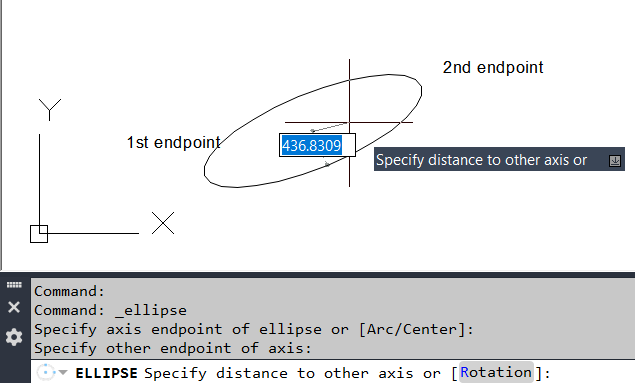 2nd endpoint
1st endpoint
Y
436.8309
Specify distance to other axis or
X
Command:
Command: _ellipse
Specify axis endpoint of ellipse or [Arc/Center]:
Specify other endpoint of axis:
ELLIPSE Specify distance to other axis or [Rotation]: